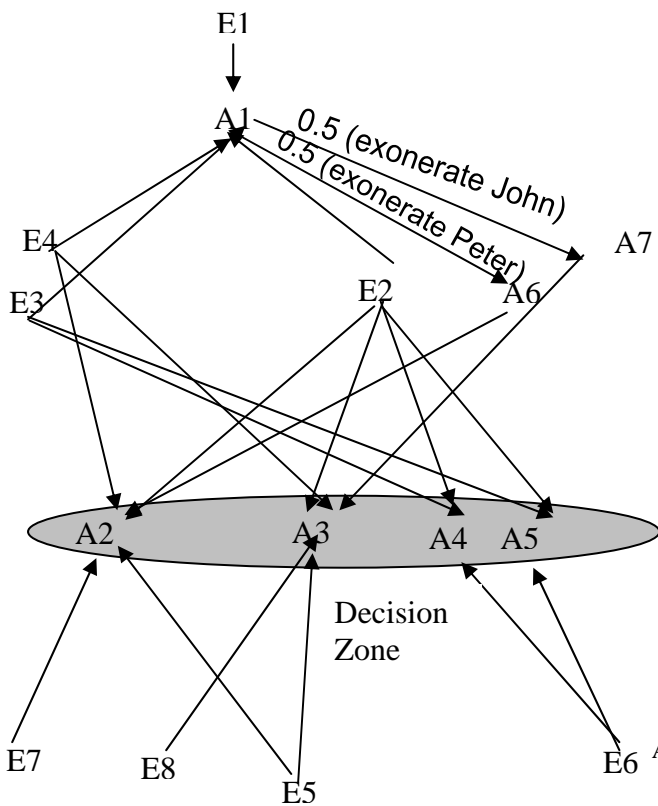 E1
A1
0.5 (exonerate John)
0.5 (exonerate Peter)
E4
A7
E3
E2
A6
A2
A3
A4
A5
Decision
Zone
E7
E8
E5
E6
A